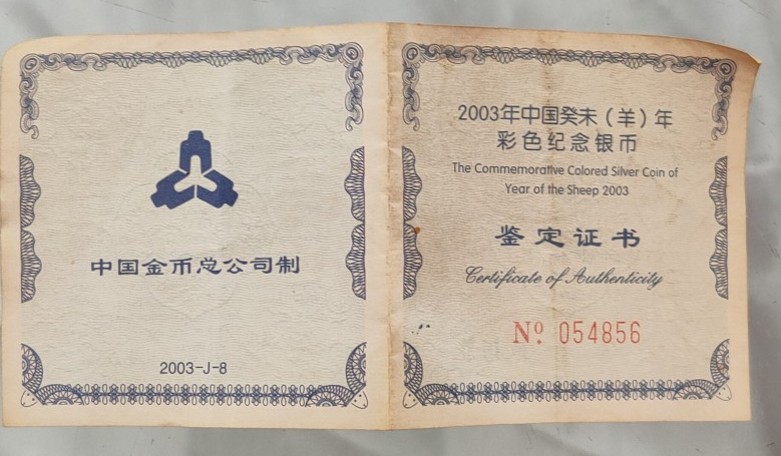 中国金币总公司制
2003-J-8
2003年中国癸未(羊)年
彩色纪念银币
The Commemorative Colored Silver Coin of
Year of the Sheep 2003
鉴定证书
Certificate of Authenticity
Nº 054856